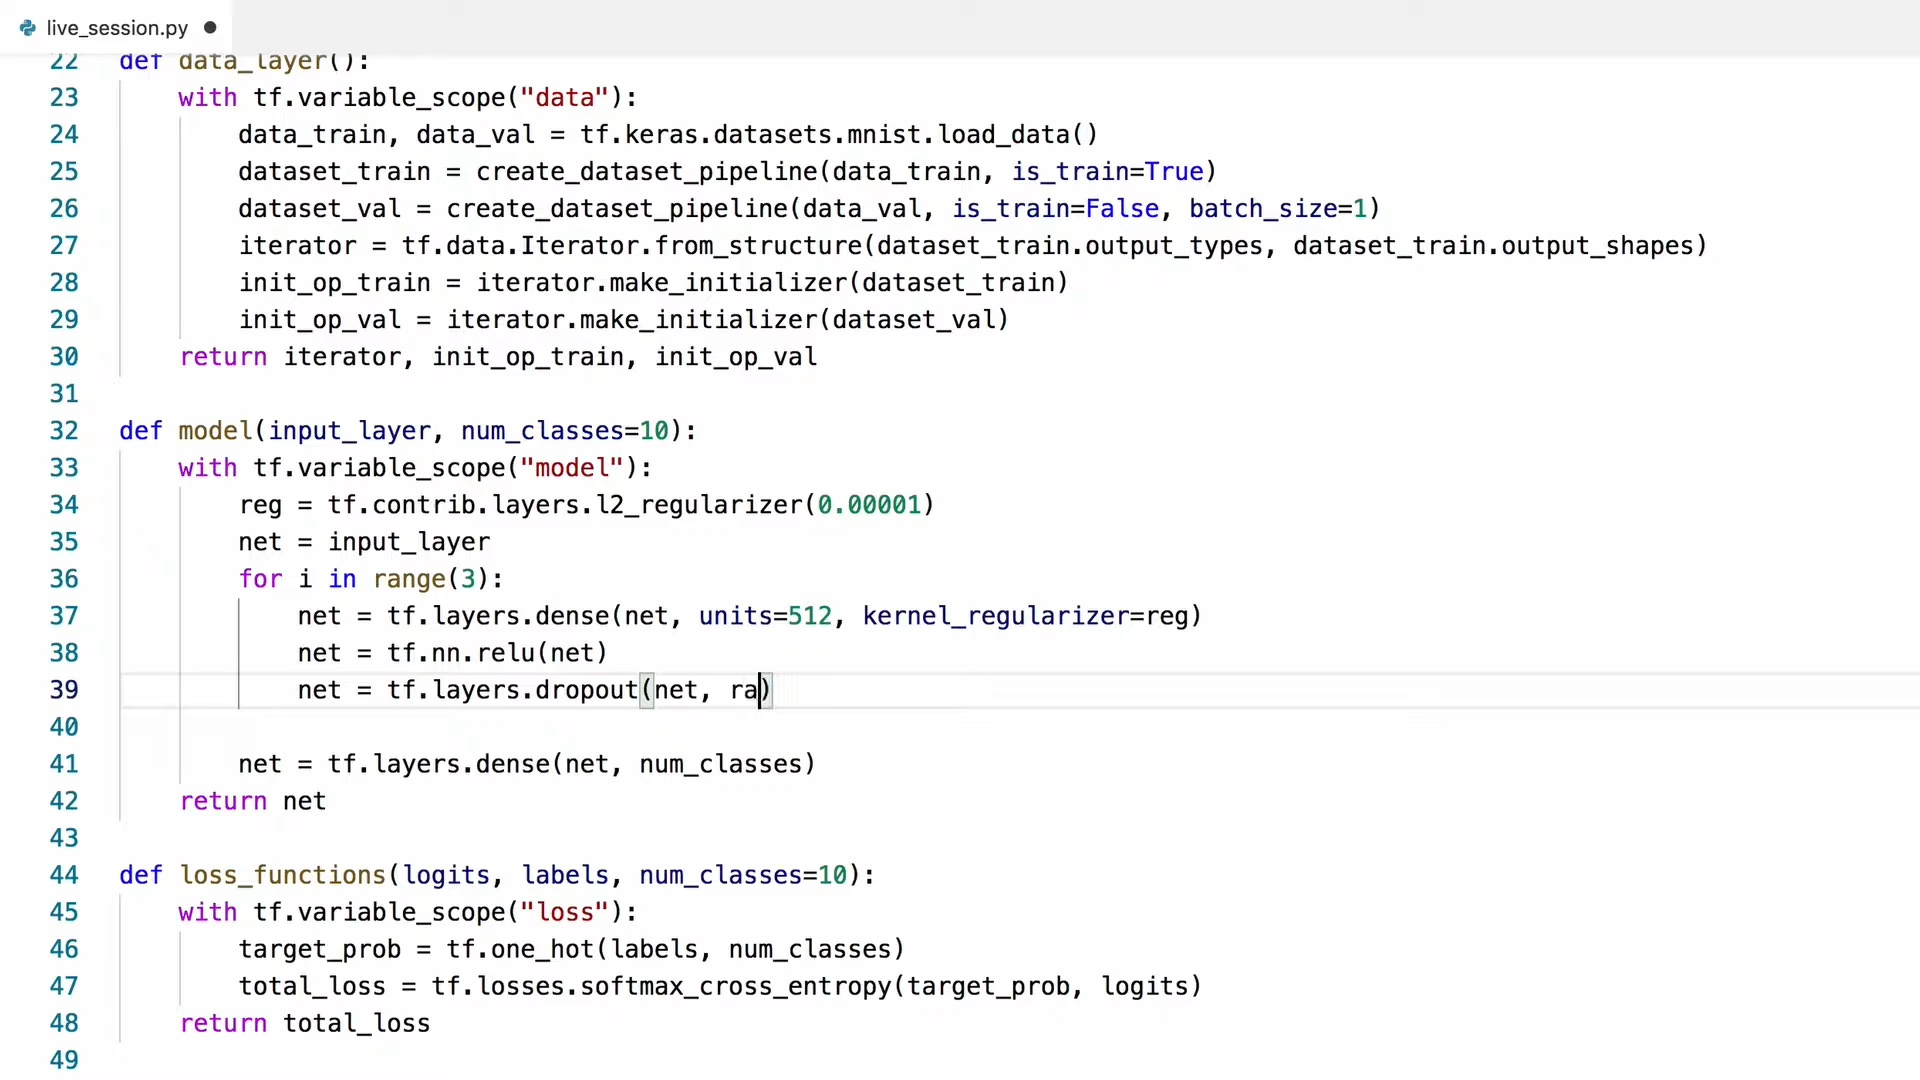 live_session.py
22 def data_layer():
23     with tf.variable_scope("data"):
24         data_train, data_val = tf.keras.datasets.mnist.load_data()
25         dataset_train = create_dataset_pipeline(data_train, is_train=True)
26         dataset_val = create_dataset_pipeline(data_val, is_train=False, batch_size=1)
27         iterator = tf.data.Iterator.from_structure(dataset_train.output_types, dataset_train.output_shapes)
28         init_op_train = iterator.make_initializer(dataset_train)
29         init_op_val = iterator.make_initializer(dataset_val)
30     return iterator, init_op_train, init_op_val
31
32 def model(input_layer, num_classes=10):
33     with tf.variable_scope("model"):
34         reg = tf.contrib.layers.l2_regularizer(0.00001)
35         net = input_layer
36         for i in range(3):
37             net = tf.layers.dense(net, units=512, kernel_regularizer=reg)
38             net = tf.nn.relu(net)
39             net = tf.layers.dropout(net, ra)
40
41         net = tf.layers.dense(net, num_classes)
42     return net
43
44 def loss_functions(logits, labels, num_classes=10):
45     with tf.variable_scope("loss"):
46         target_prob = tf.one_hot(labels, num_classes)
47         total_loss = tf.losses.softmax_cross_entropy(target_prob, logits)
48     return total_loss
49